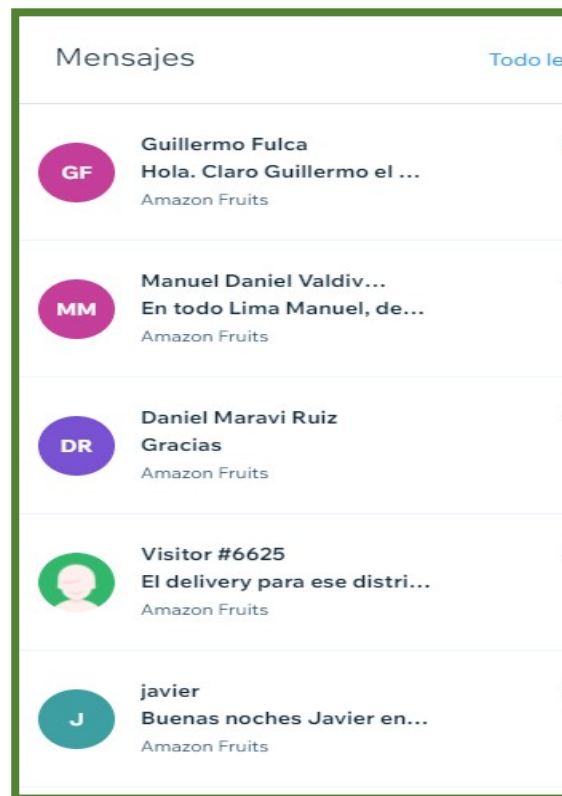 Mensajes
Todo le
GF
Guillermo Fulca
Hola. Claro Guillermo el ...
Amazon Fruits
MM
Manuel Daniel Valdiv...
En todo Lima Manuel, de...
Amazon Fruits
DR
Daniel Maravi Ruiz
Gracias
Amazon Fruits
Visitor #6625
El delivery para ese distri...
Amazon Fruits
J
javier
Buenas noches Javier en...
Amazon Fruits